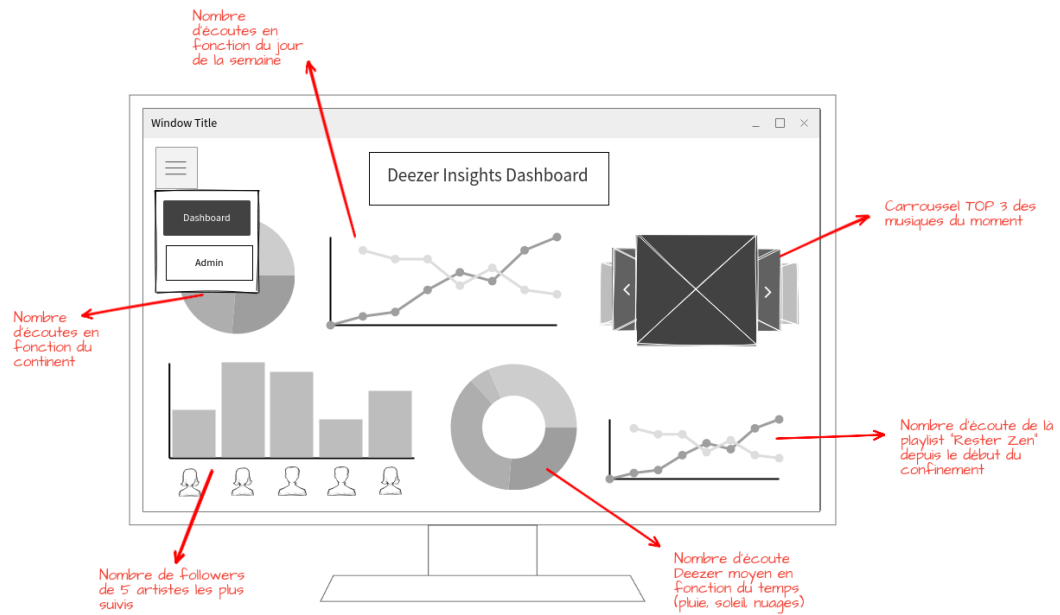 Nombre
d'écoutes en
fonction du jour
de la semaine
Window Title
Deezer Insights Dashboard
Dashboard
Admin
Carroussel TOP 3 des
musiques du moment
Nombre
d'écoutes en
fonction du
continent
Nombre d'écoute de la
playlist "Rester Zen"
depuis le début du
confinement
Nombre d'écoute
Deezer moyen en
fonction du temps
(pluie, soleil, nuages)
Nombre de followers
de 5 artistes les plus
suivis